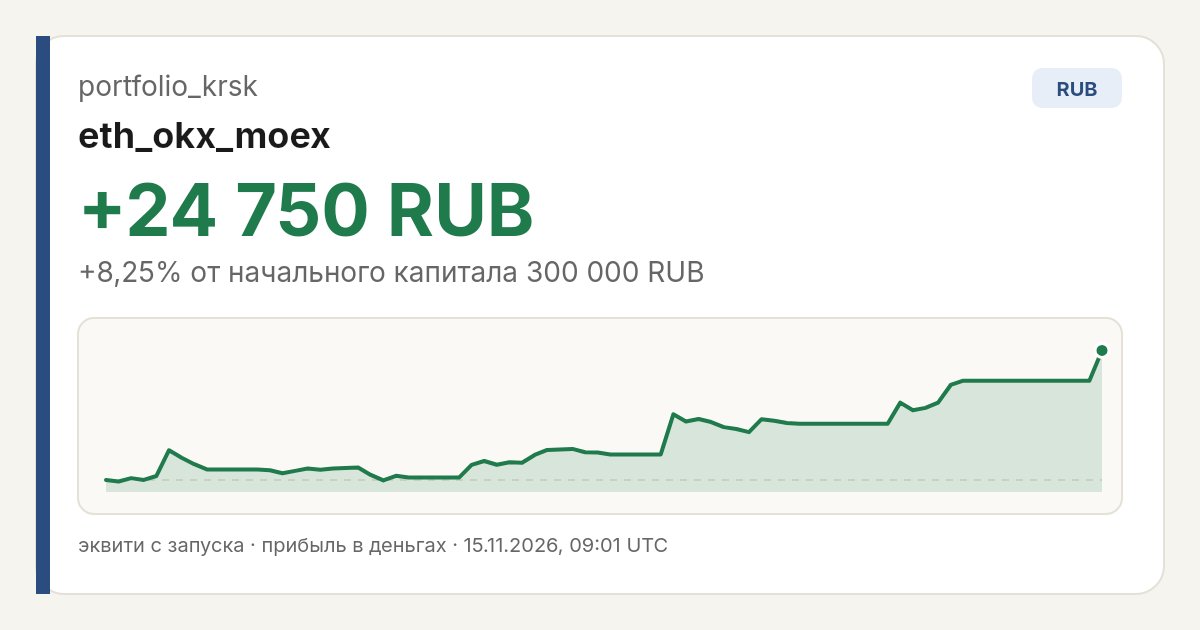 portfolio_krsk
RUB
eth_okx_moex
+24 750 RUB
+8,25% от начального капитала 300 000 RUB
эквити с запуска · прибыль в деньгах · 15.11.2026, 09:01 UTC